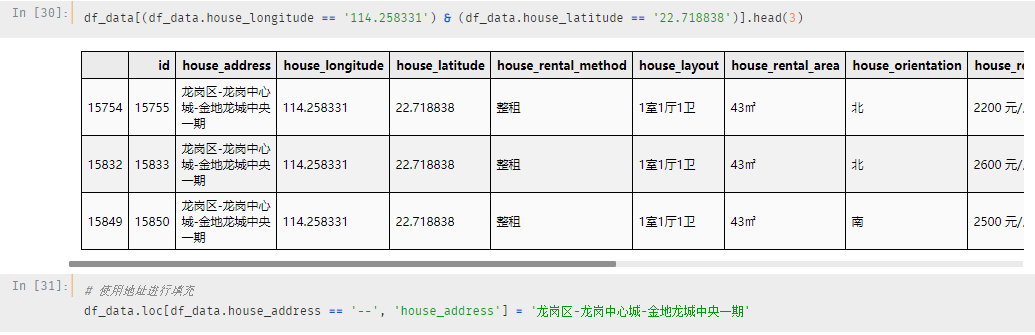 In [30]: df_data[(df_data.house_longitude == '114.258331') & (df_data.house_latitude == '22.718838')].head(3)
id house_address house_longitude house_latitude house_rental_method house_layout house_rental_area house_orientation house_re
15754 15755 龙岗区-龙岗中心城-金地龙城中央一期 114.258331 22.718838 整租 1室1厅1卫 43㎡ 北 2200 元/
15832 15833 龙岗区-龙岗中心城-金地龙城中央一期 114.258331 22.718838 整租 1室1厅1卫 43㎡ 北 2600 元/
15849 15850 龙岗区-龙岗中心城-金地龙城中央一期 114.258331 22.718838 整租 1室1厅1卫 43㎡ 南 2500 元/
In [31]: # 使用地址进行填充
df_data.loc[df_data.house_address == '--', 'house_address'] = '龙岗区-龙岗中心城-金地龙城中央一期'